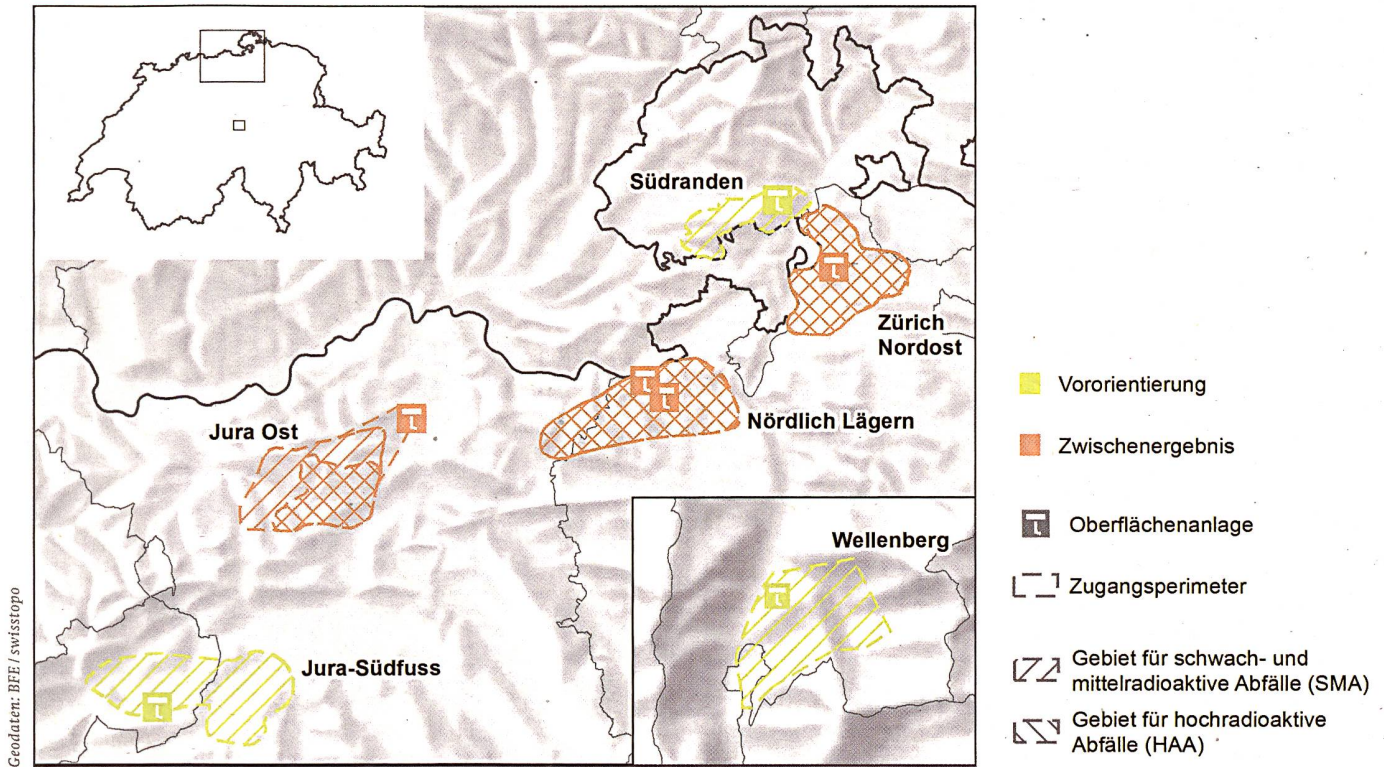 Südranden
Zürich
Nordost
Nördlich Lägern
Jura Ost
Wellenberg
Jura-Südfuss
Vororientierung
Zwischenergebnis
Oberflächenanlage
Zugangsperimeter
Gebiet für schwach- und
mittelradioaktive Abfälle (SMA)
Gebiet für hochradioaktive
Abfälle (HAA)
Geodaten: BFE / swisstopo